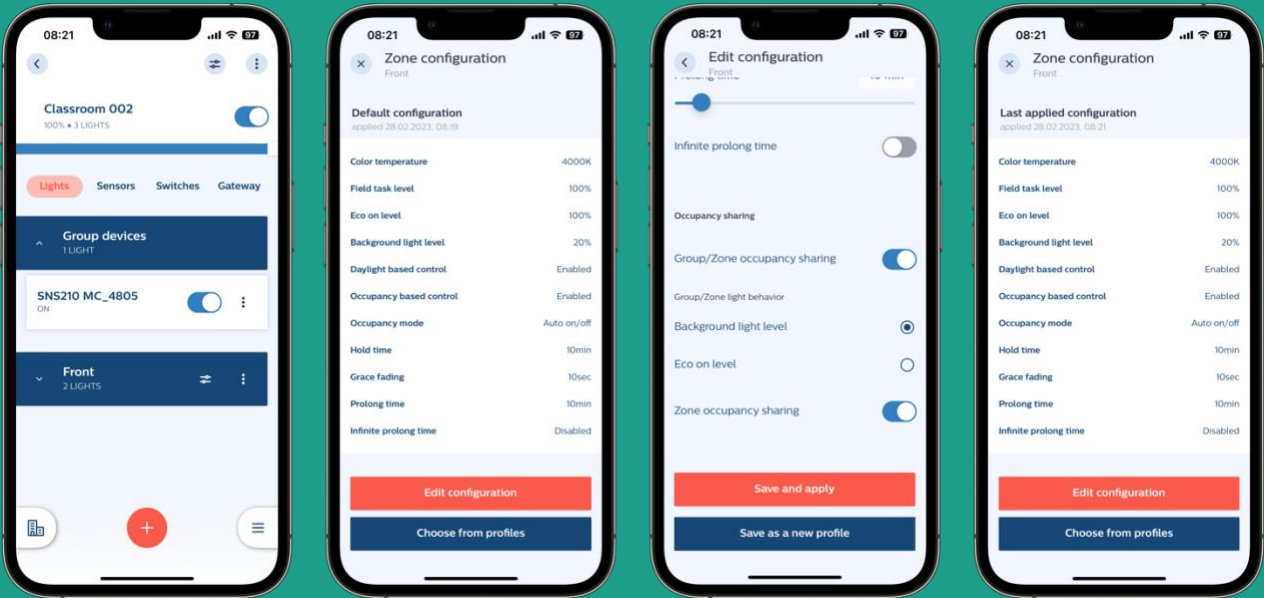 08:21
97
Classroom 002
100% • 3 LIGHTS
Lights Sensors Switches Gateway
Group devices
1 LIGHT
SNS210 MC_4805
ON
Front
2 LIGHTS
08:21
97
Zone configuration
Front
Default configuration
applied 28.02.2023, 08:19
Color temperature 4000K
Field task level 100%
Eco on level 100%
Background light level 20%
Daylight based control Enabled
Occupancy based control Enabled
Occupancy mode Auto on/off
Hold time 10min
Grace fading 10sec
Prolong time 10min
Infinite prolong time Disabled
Edit configuration
Choose from profiles
08:21
97
Edit configuration
Front
Prolong time 10 min
Infinite prolong time
Occupancy sharing
Group/Zone occupancy sharing
Group/Zone light behavior
Background light level
Eco on level
Zone occupancy sharing
Save and apply
Save as a new profile
08:21
97
Zone configuration
Front
Last applied configuration
applied 28.02.2023, 08:21
Color temperature 4000K
Field task level 100%
Eco on level 100%
Background light level 20%
Daylight based control Enabled
Occupancy based control Enabled
Occupancy mode Auto on/off
Hold time 10min
Grace fading 10sec
Prolong time 10min
Infinite prolong time Disabled
Edit configuration
Choose from profiles